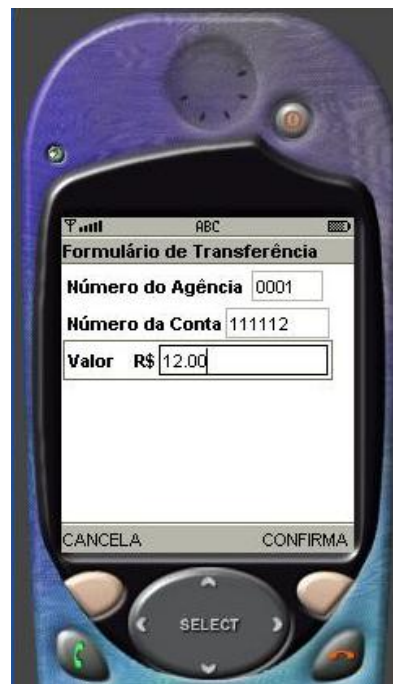 ABC
Formulário de Transferência
Número do Agência 0001
Número da Conta 111112
Valor R$ 12.00
CANCELA CONFIRMA
SELECT